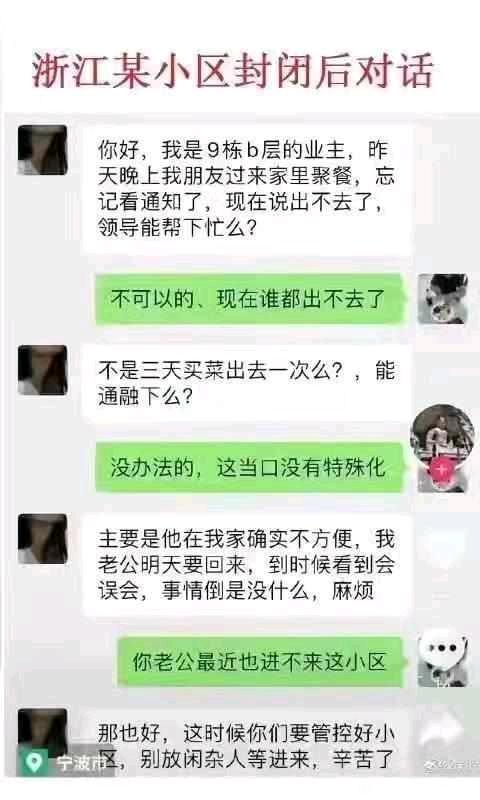 浙江某小区封闭后对话
你好，我是9栋b层的业主，昨
天晚上我朋友过来家里聚餐，忘
记看通知了，现在说出不去了，
领导能帮下忙么？
不可以的、现在谁都出不去了
不是三天买菜出去一次么？，能
通融下么？
没办法的，这当口没有特殊化
主要是他在我家确实不方便，我
老公明天要回来，到时候看到会
误会，事情倒是没什么，麻烦
你老公最近也进不来这小区
那也好，这时候你们要管控好小
区，别放闲杂人等进来，辛苦了
宁波市